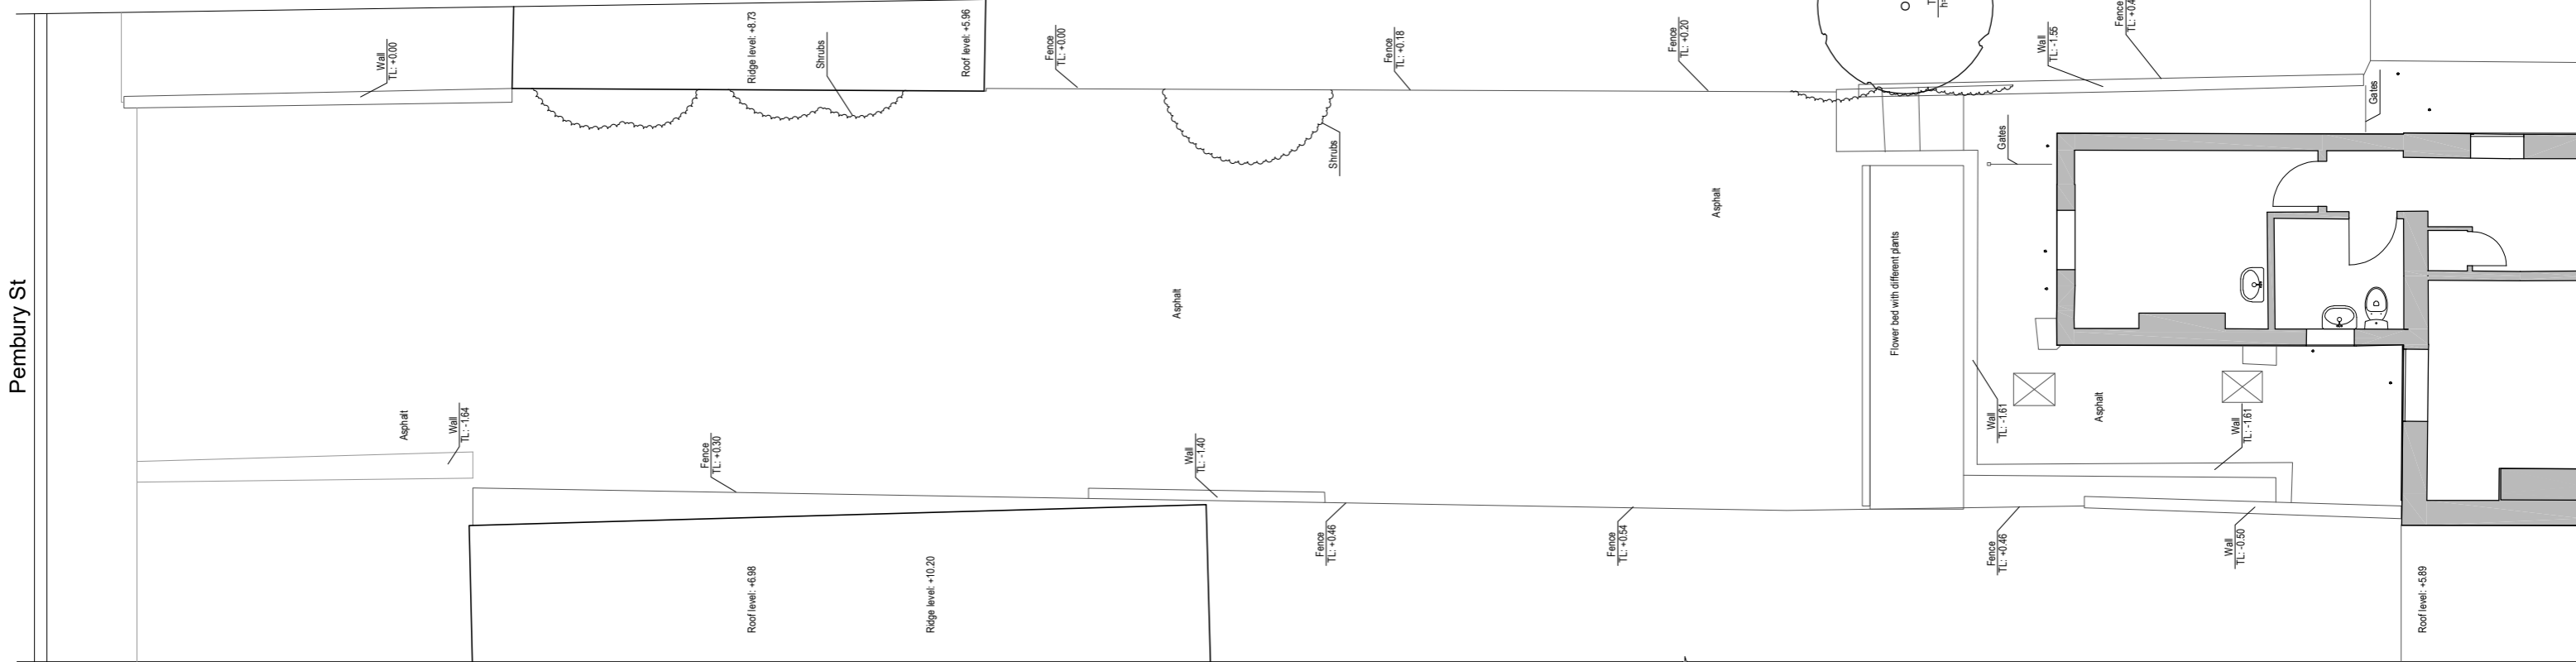 Pembury St
Wall
TL: +0.00
Ridge level: +8.73
Shrubs
Roof level: +5.96
Fence
TL: +0.00
Fence
TL: +0.18
Fence
TL: +0.20
Wall
TL: -1.55
Fence
Gates
Gates
Shrubs
Asphalt
Asphalt
Flower bed with different plants
Asphalt
Wall
TL: -1.64
Fence
TL: +0.30
Wall
TL: -1.40
Wall
TL: -1.61
Asphalt
Wall
TL: -1.61
Fence
TL: +0.46
Fence
TL: +0.54
Fence
TL: +0.46
Wall
TL: -0.50
Roof level: +6.98
Ridge level: +10.20
Roof level: +5.89